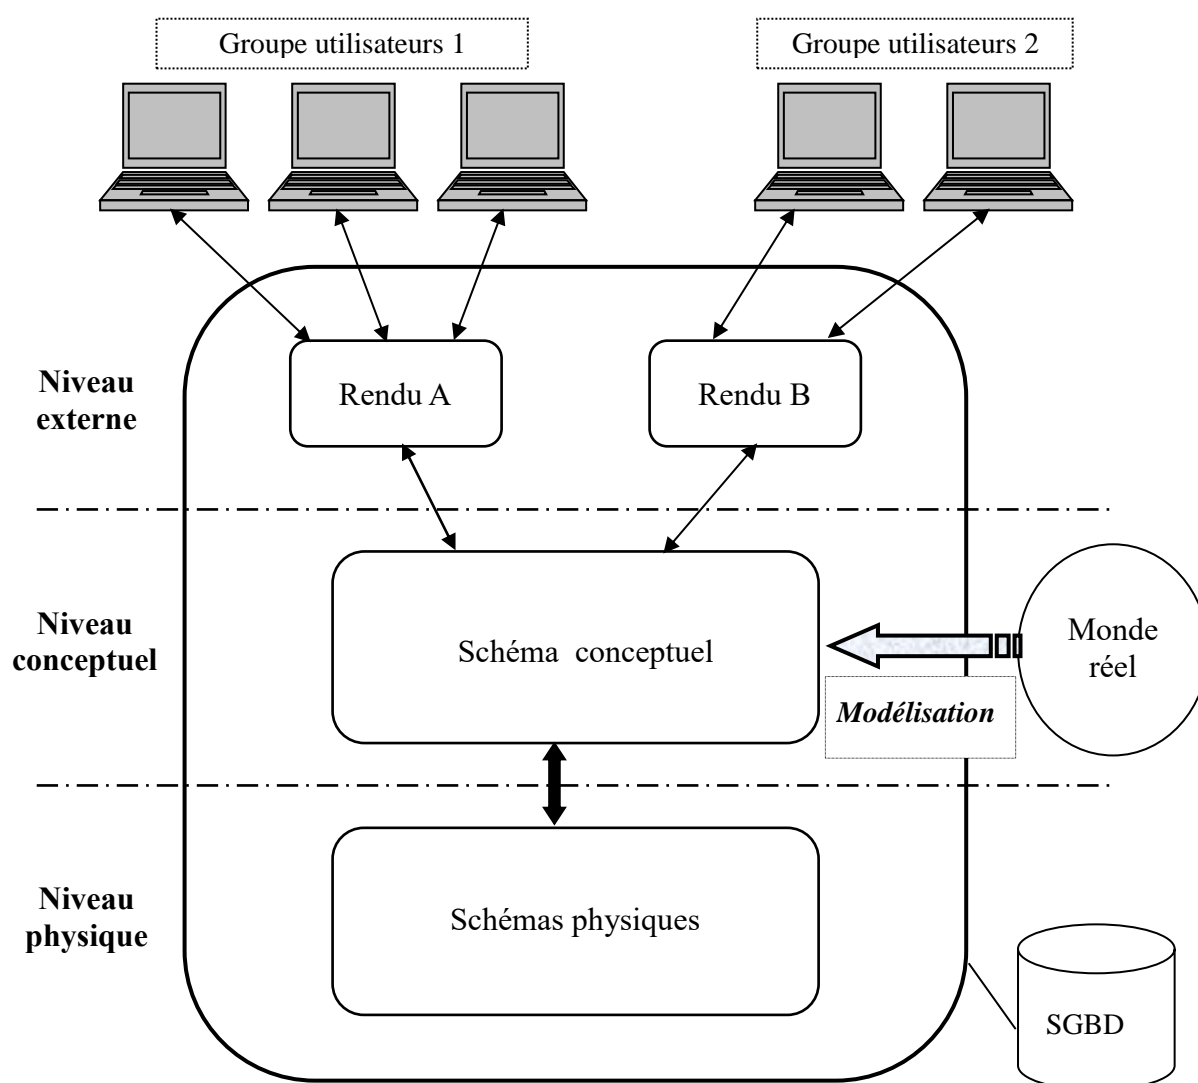 Groupe utilisateurs 1
Groupe utilisateurs 2
Niveau
externe
Rendu A
Rendu B
Niveau
conceptuel
Schéma conceptuel
Monde
réel
Modélisation
Niveau
physique
Schémas physiques
SGBD